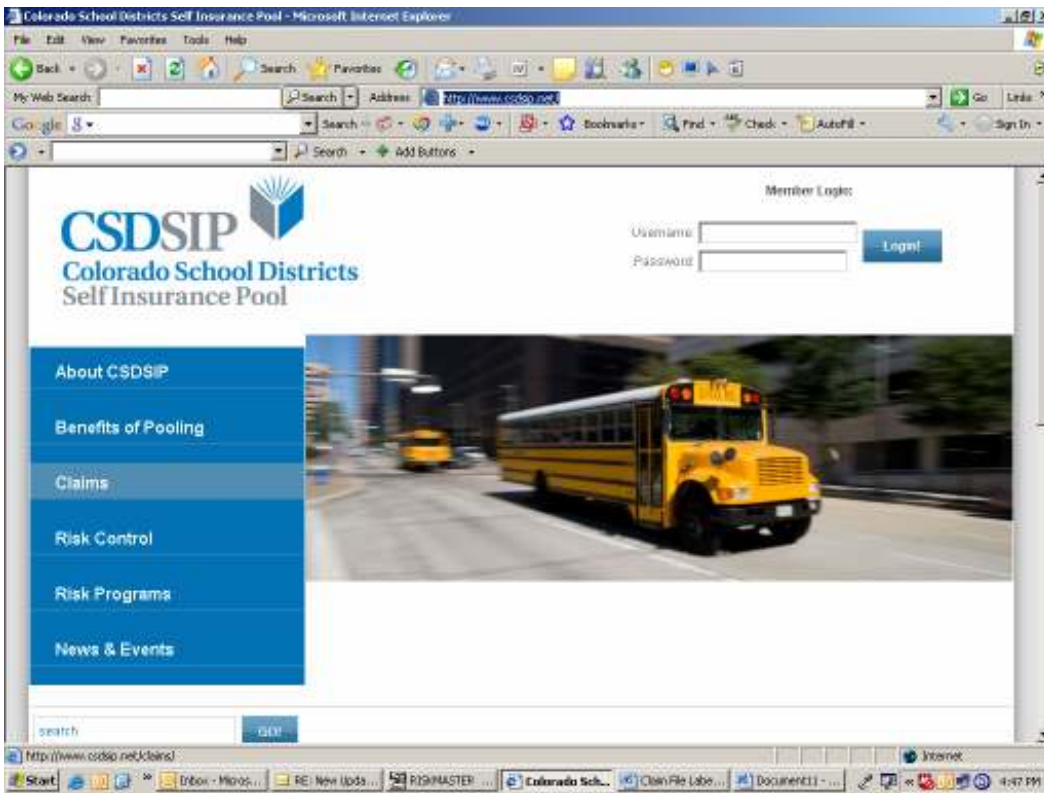 Colorado School Districts Self Insurance Pool - Microsoft Internet Explorer
File Edit View Favorites Tools Help
Back Search Favorites
My Web Search Search Address http://www.csdsip.net/ Go Links
Google Search Bookmarks Find Check AutoFill Sign In
Search Add Buttons
Member Login:
Username
Password
Login!
CSDSIP
Colorado School Districts
Self Insurance Pool
About CSDSIP
Benefits of Pooling
Claims
Risk Control
Risk Programs
News & Events
search GO!
http://www.csdsip.net/claims/ Internet
Start Inbox - Micros... RE: New Upda... RISKMASTER ... Colorado Sch... Claim File Labe... Document11 - ... 4:47 PM